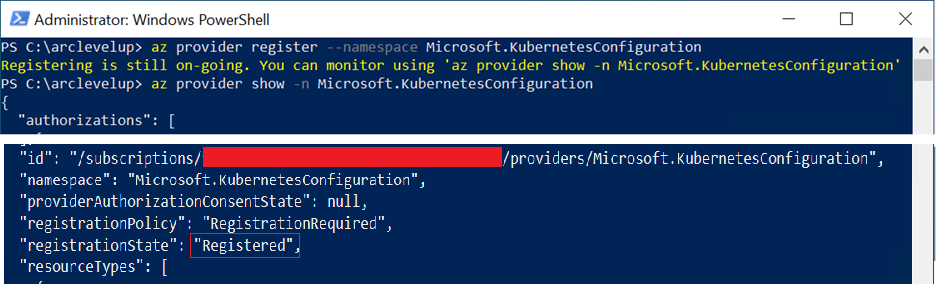 Administrator: Windows PowerShell
PS C:\arclevelup> az provider register --namespace Microsoft.KubernetesConfiguration
Registering is still on-going. You can monitor using 'az provider show -n Microsoft.KubernetesConfiguration'
PS C:\arclevelup> az provider show -n Microsoft.KubernetesConfiguration
{
"authorizations": [
"id": "/subscriptions/ /providers/Microsoft.KubernetesConfiguration",
"namespace": "Microsoft.KubernetesConfiguration",
"providerAuthorizationConsentState": null,
"registrationPolicy": "RegistrationRequired",
"registrationState": "Registered",
"resourceTypes": [